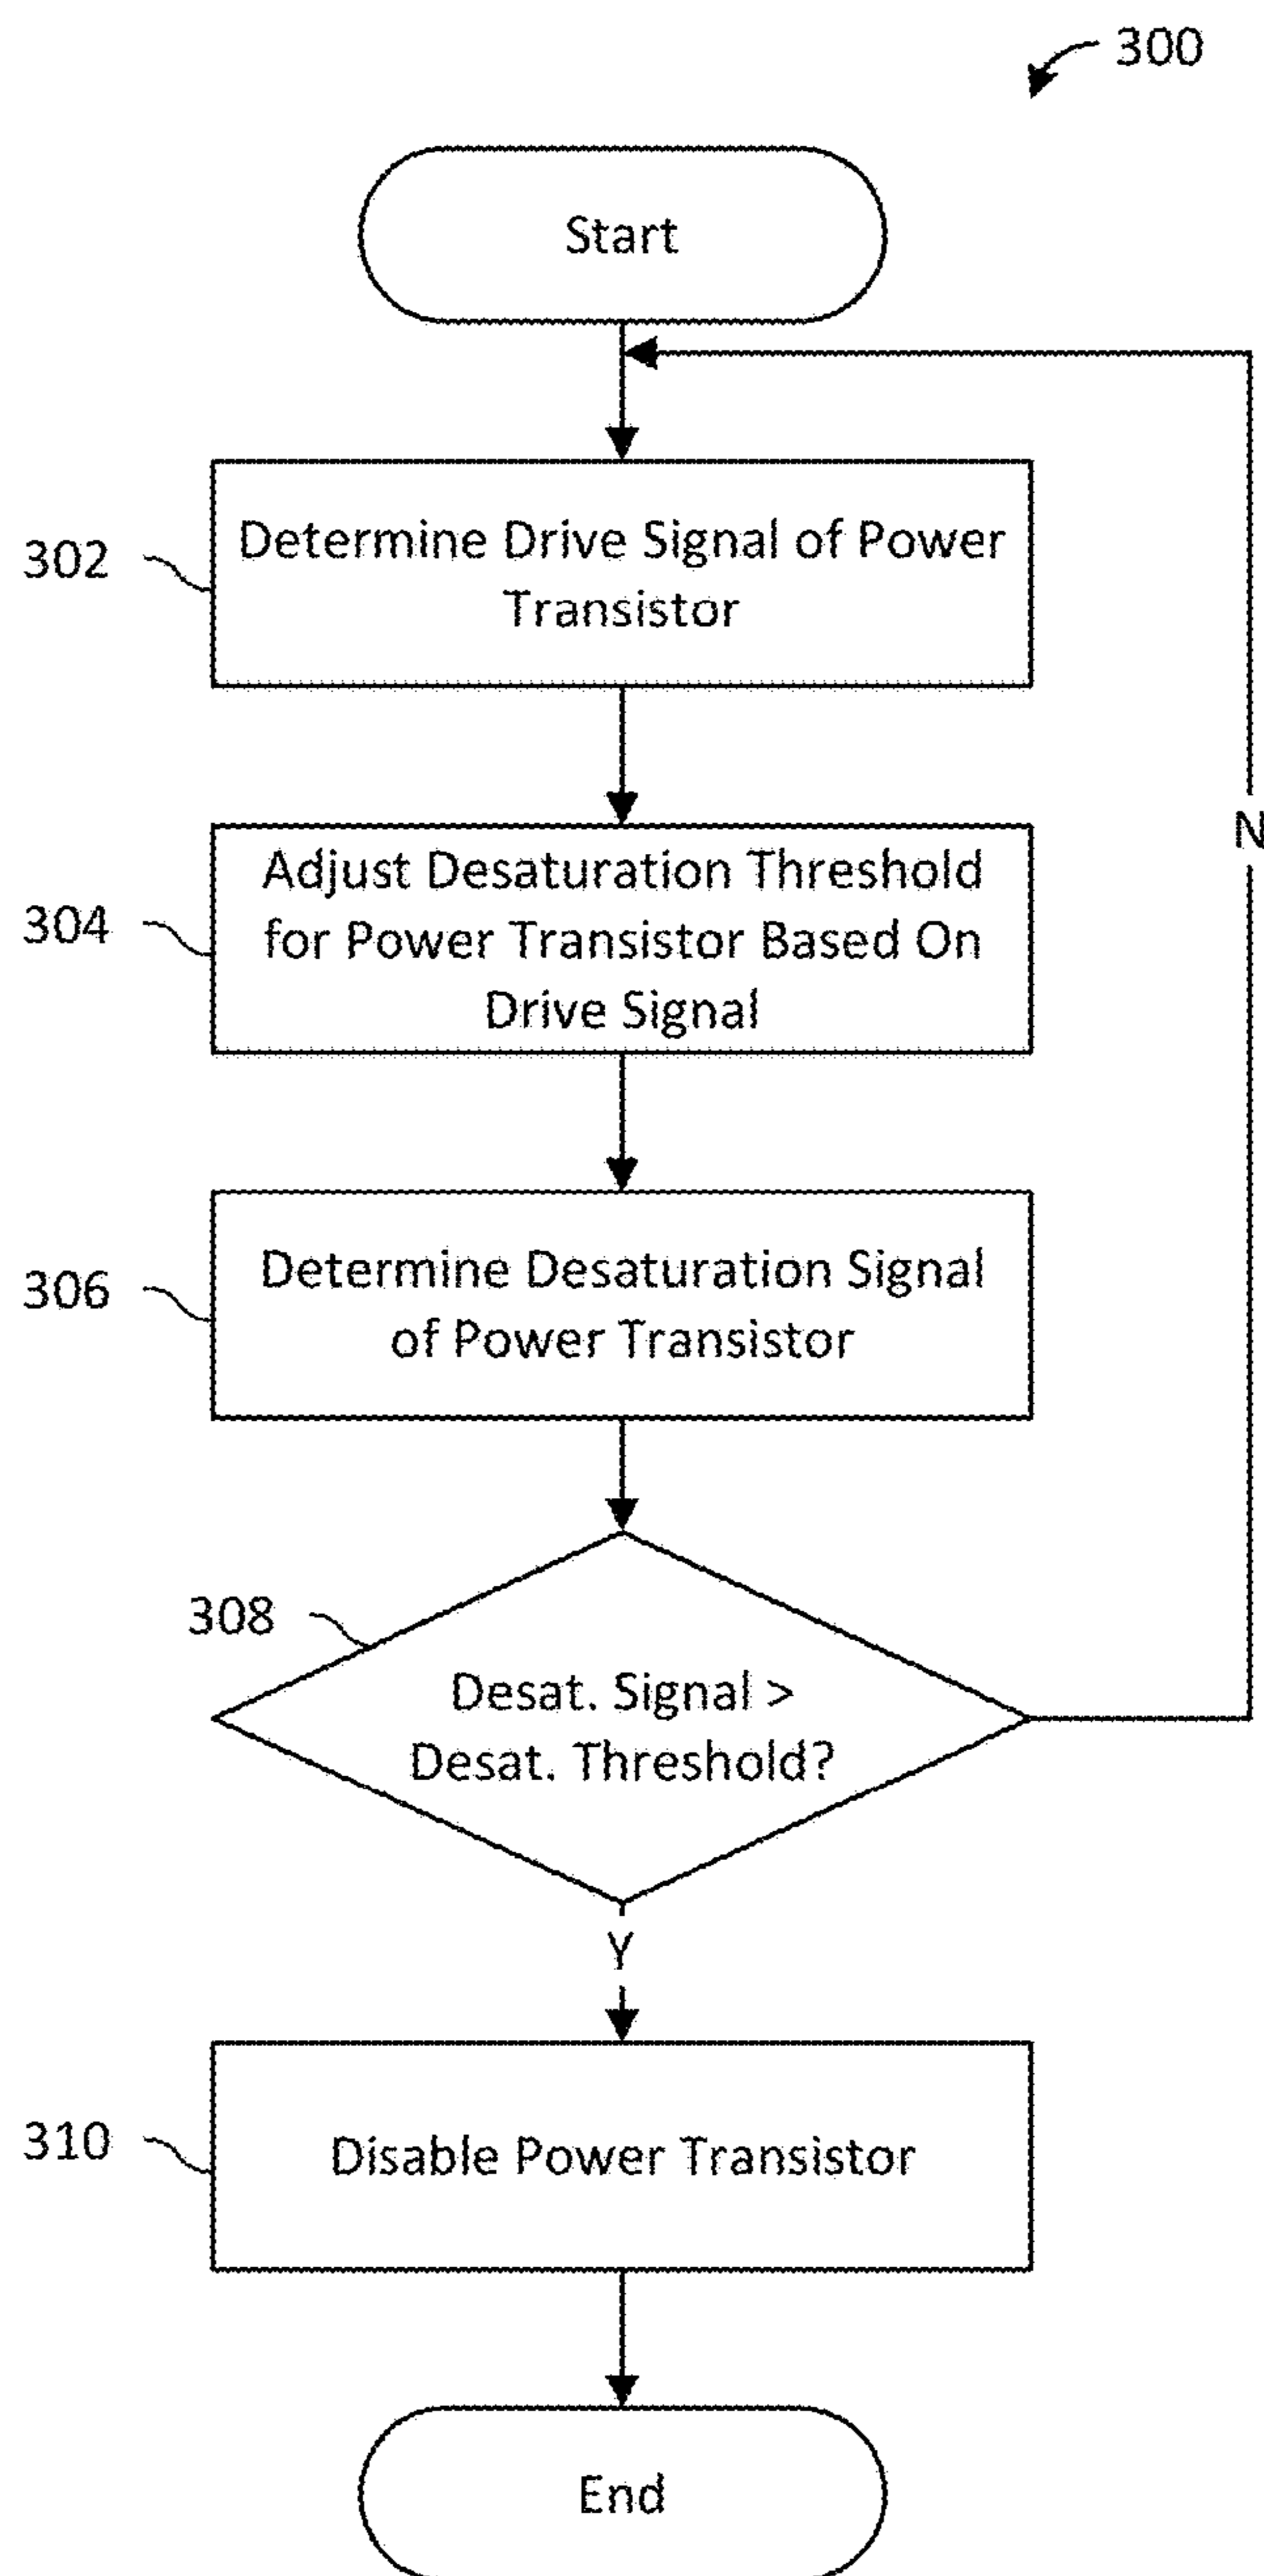 300
Start
302
Determine Drive Signal of Power
Transistor
304
Adjust Desaturation Threshold
for Power Transistor Based On
Drive Signal
N
306
Determine Desaturation Signal
of Power Transistor
308
Desat. Signal >
Desat. Threshold?
Y
310
Disable Power Transistor
End